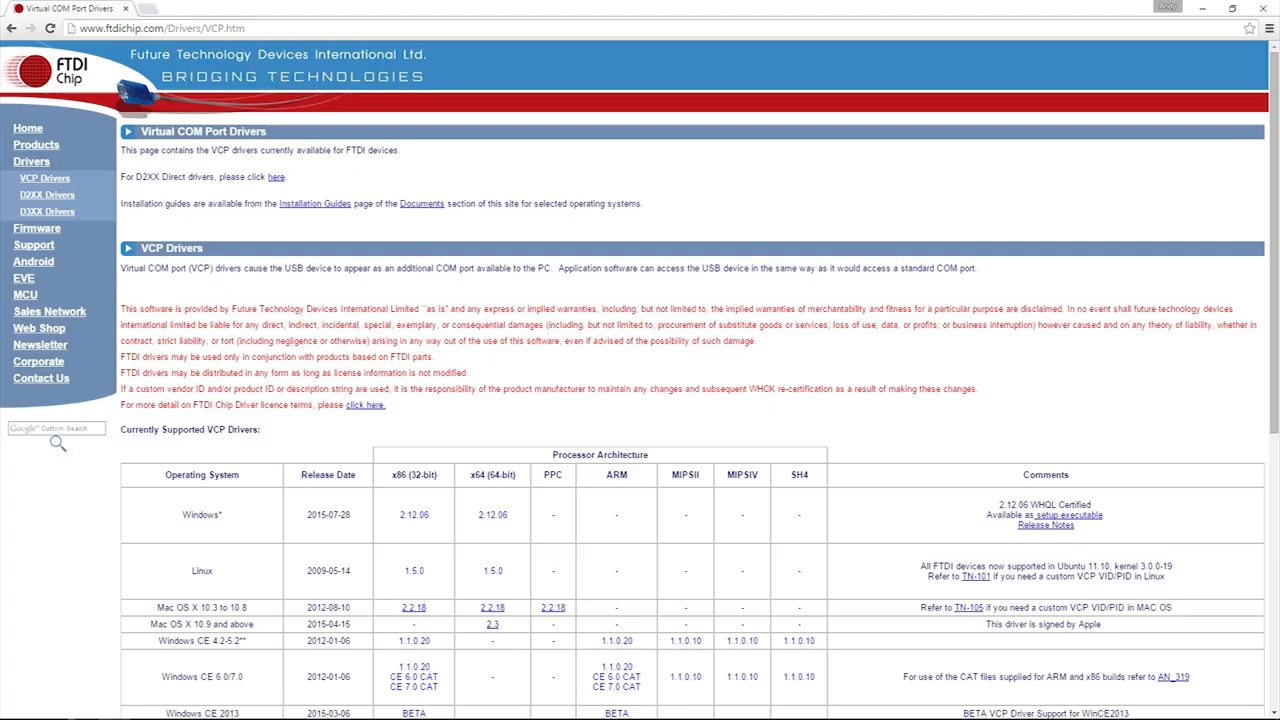 Virtual COM Port Drivers
Andy
www.ftdichip.com/Drivers/VCP.htm
Future Technology Devices International Ltd.
FTDI
Chip
BRIDGING TECHNOLOGIES
Home
Products
Drivers
VCP Drivers
D2XX Drivers
D3XX Drivers
Firmware
Support
Android
EVE
MCU
Sales Network
Web Shop
Newsletter
Corporate
Contact Us
Google™ Custom Search
Virtual COM Port Drivers
This page contains the VCP drivers currently available for FTDI devices.
For D2XX Direct drivers, please click here.
Installation guides are available from the Installation Guides page of the Documents section of this site for selected operating systems.
VCP Drivers
Virtual COM port (VCP) drivers cause the USB device to appear as an additional COM port available to the PC.  Application software can access the USB device in the same way as it would access a standard COM port.
This software is provided by Future Technology Devices International Limited ``as is'' and any express or implied warranties, including, but not limited to, the implied warranties of merchantability and fitness for a particular purpose are disclaimed. In no event shall future technology devices
international limited be liable for any direct, indirect, incidental, special, exemplary, or consequential damages (including, but not limited to, procurement of substitute goods or services; loss of use, data, or profits; or business interruption) however caused and on any theory of liability, whether in
contract, strict liability, or tort (including negligence or otherwise) arising in any way out of the use of this software, even if advised of the possibility of such damage.
FTDI drivers may be used only in conjunction with products based on FTDI parts.
FTDI drivers may be distributed in any form as long as license information is not modified.
If a custom vendor ID and/or product ID or description string are used, it is the responsibility of the product manufacturer to maintain any changes and subsequent WHCK re-certification as a result of making these changes.
For more detail on FTDI Chip Driver licence terms, please click here.
Currently Supported VCP Drivers:
Processor Architecture
Operating System Release Date x86 (32-bit) x64 (64-bit) PPC ARM MIPSII MIPSIV SH4 Comments
2.12.06 WHQL Certified
Windows* 2015-07-28 2.12.06 2.12.06 - - - - - Available as setup executable
Release Notes
All FTDI devices now supported in Ubuntu 11.10, kernel 3.0.0-19
Linux 2009-05-14 1.5.0 1.5.0 - - - - -
Refer to TN-101 if you need a custom VCP VID/PID in Linux
Mac OS X 10.3 to 10.8 2012-08-10 2.2.18 2.2.18 2.2.18 - - - - Refer to TN-105 if you need a custom VCP VID/PID in MAC OS
Mac OS X 10.9 and above 2015-04-15 - 2.3 - - - - - This driver is signed by Apple
Windows CE 4.2-5.2** 2012-01-06 1.1.0.20 - - 1.1.0.20 1.1.0.10 1.1.0.10 1.1.0.10
1.1.0.20 1.1.0.20
Windows CE 6.0/7.0 2012-01-06 CE 6.0 CAT - - CE 6.0 CAT 1.1.0.10 1.1.0.10 1.1.0.10 For use of the CAT files supplied for ARM and x86 builds refer to AN_319
CE 7.0 CAT CE 7.0 CAT
Windows CE 2013 2015-03-06 BETA BETA BETA VCP Driver Support for WinCE2013